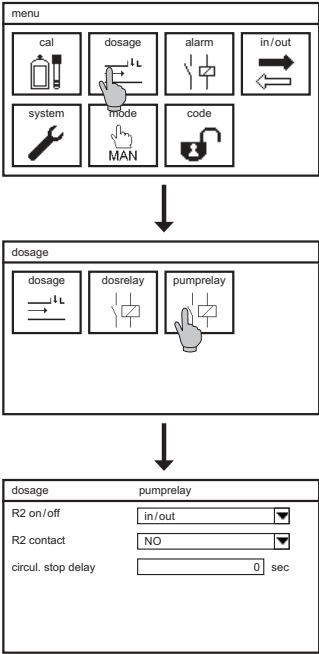 menu
cal dosage alarm in/out
system mode code
MAN
dosage
dosage dosrelay pumprelay
dosage pumprelay
R2 on/off in/out
R2 contact NO
circul. stop delay 0 sec